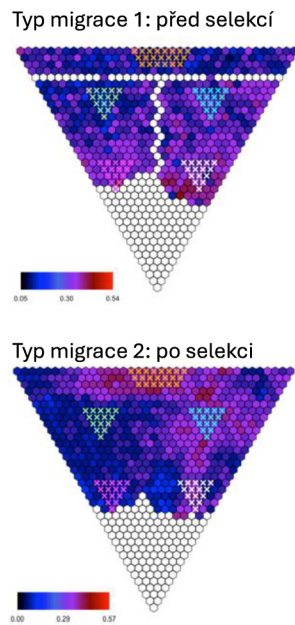 Typ migrace 1: před selekcí
0.05 0.30 0.54
Typ migrace 2: po selekci
0.00 0.29 0.57